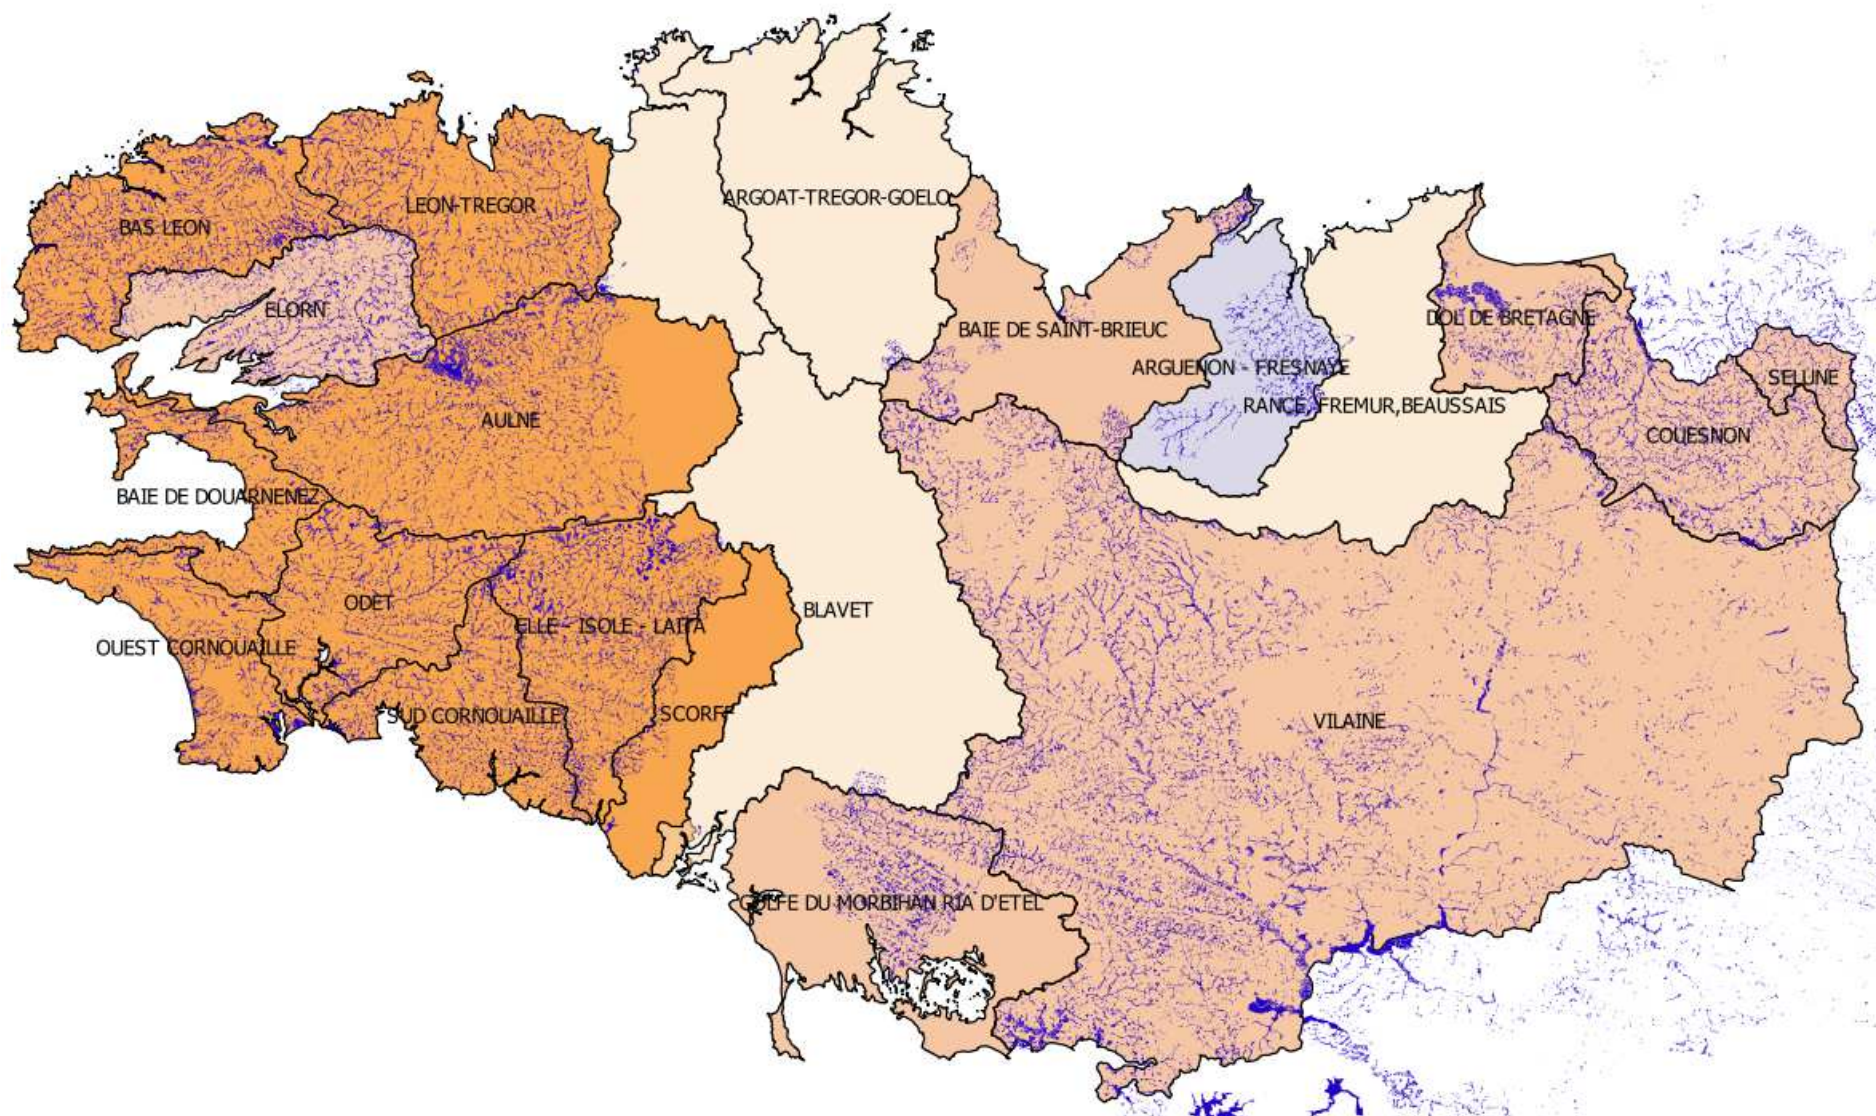 ARGOAT-TREGOR-GOELO
LEON-TREGOR
BAS LEON
ELORN
DOL DE BRETAGNE
BAIE DE SAINT-BRIEUC
ARGUENON - FRESNAYE
SELUNE
RANCE, FREMUR,BEAUSSAIS
AULNE
COUESNON
BAIE DE DOUARNENEZ
ODET
BLAVET
ELLE - ISOLE - LAITA
OUEST CORNOUAILLE
SUD CORNOUAILLE
SCORFF
VILAINE
GOLFE DU MORBIHAN RIA D'ETEL